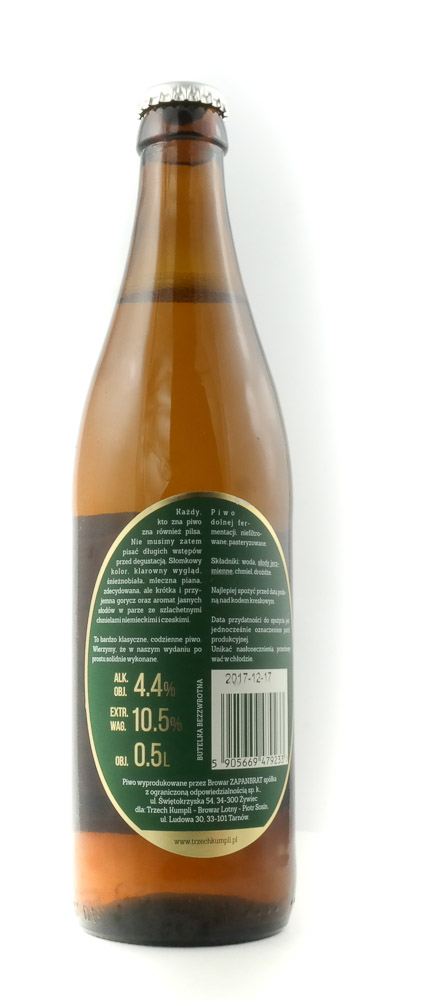 Każdy,
kto zna piwo
zna również pilsa.
Nie musimy zatem
pisać długich wstępów
przed degustacją. Słomkowy
kolor, klarowny wygląd,
śnieżnobiała, mleczna piana,
zdecydowana, ale krótka i przy-
jemna gorycz oraz aromat jasnych
słodów w parze ze szlachetnymi
chmielami niemieckimi i czeskimi.
To bardzo klasyczne, codzienne piwo.
Wierzymy, że w naszym wydaniu po
prostu solidnie wykonane.
Piwo
dolnej fer-
mentacji, niefiltro-
wane, pasteryzowane.
Składniki: woda, słody jęcz-
mienne, chmiel, drożdże.
Najlepiej spożyć przed datą poda-
ną nad kodem kreskowym.
Data przydatności do spożycia jest
jednocześnie oznaczeniem partii
produkcyjnej.
Unikać nasłonecznienia, przechow
wać w chłodzie.
ALK.
OBJ. 4.4%
EXTR.
WAG. 10.5%
OBJ. 0.5L
BUTELKA BEZZWROTNA
2017-12-17
5 905669 479233
Piwo wyprodukowane przez Browar ZAPANBRAT spółka
z ograniczoną odpowiedzialnością sp. k.,
ul. Świętokrzyska 54, 34-300 Żywiec
dla: Trzech Kumpli - Browar Lotny - Piotr Sosin,
ul. Ludowa 30, 33-101 Tarnów.
www.trzechkumpli.pl